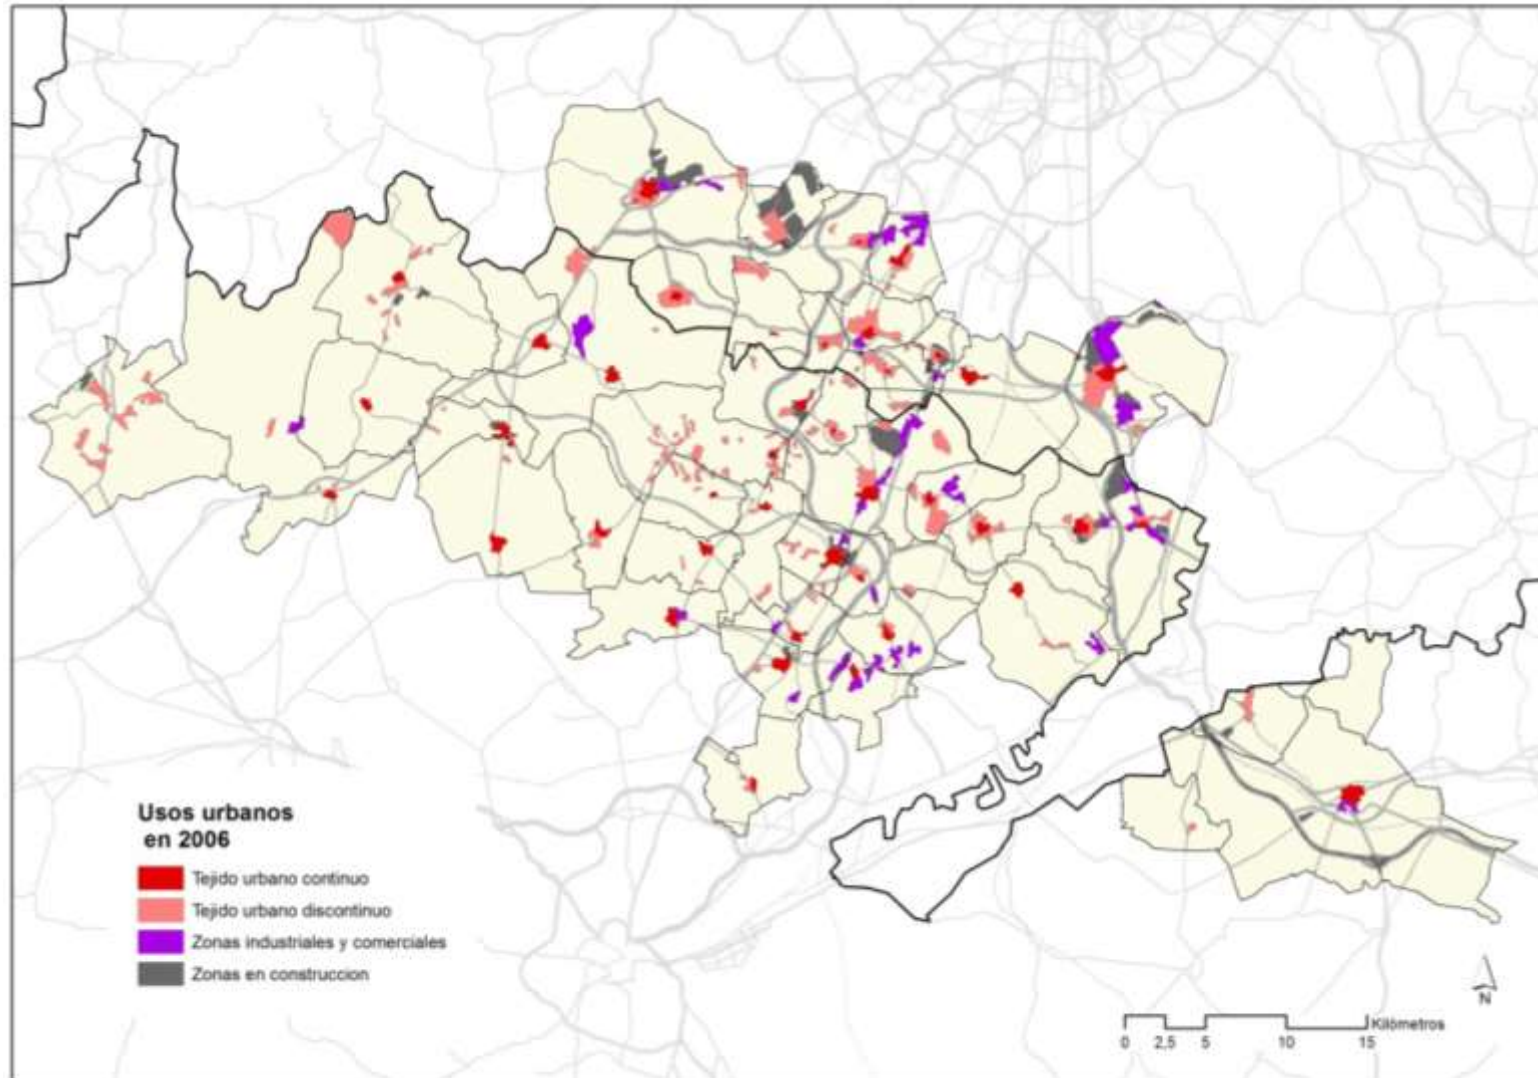 Usos urbanos
en 2006
Tejido urbano continuo
Tejido urbano discontinuo
Zonas industriales y comerciales
Zonas en construccion
N
Kilómetros
0 2,5 5 10 15